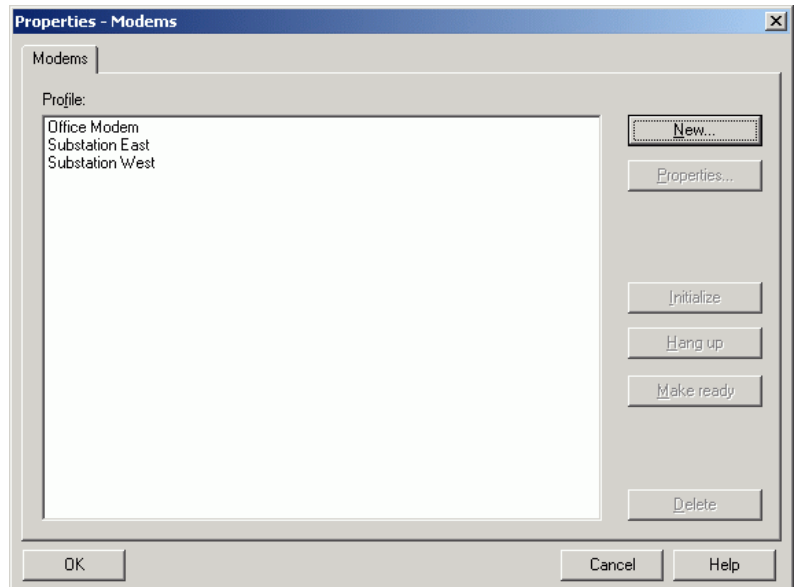 Properties - Modems
Modems
Profile:
Office Modem
Substation East
Substation West
New...
Properties...
Initialize
Hang up
Make ready
Delete
OK
Cancel
Help